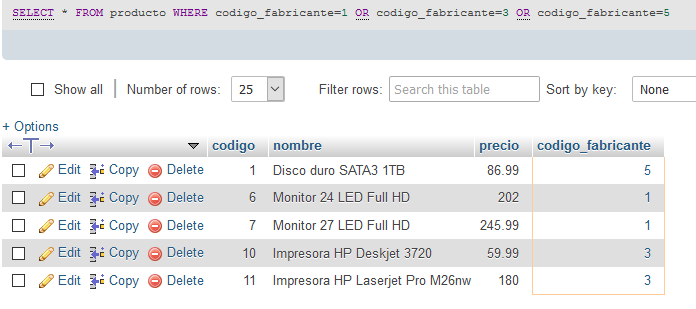 SELECT * FROM producto WHERE codigo_fabricante=1 OR codigo_fabricante=3 OR codigo_fabricante=5
Show all Number of rows: 25 Filter rows: Search this table Sort by key: None
+ Options
←T→ codigo nombre precio codigo_fabricante
Edit Copy Delete 1 Disco duro SATA3 1TB 86.99 5
Edit Copy Delete 6 Monitor 24 LED Full HD 202 1
Edit Copy Delete 7 Monitor 27 LED Full HD 245.99 1
Edit Copy Delete 10 Impresora HP Deskjet 3720 59.99 3
Edit Copy Delete 11 Impresora HP Laserjet Pro M26nw 180 3